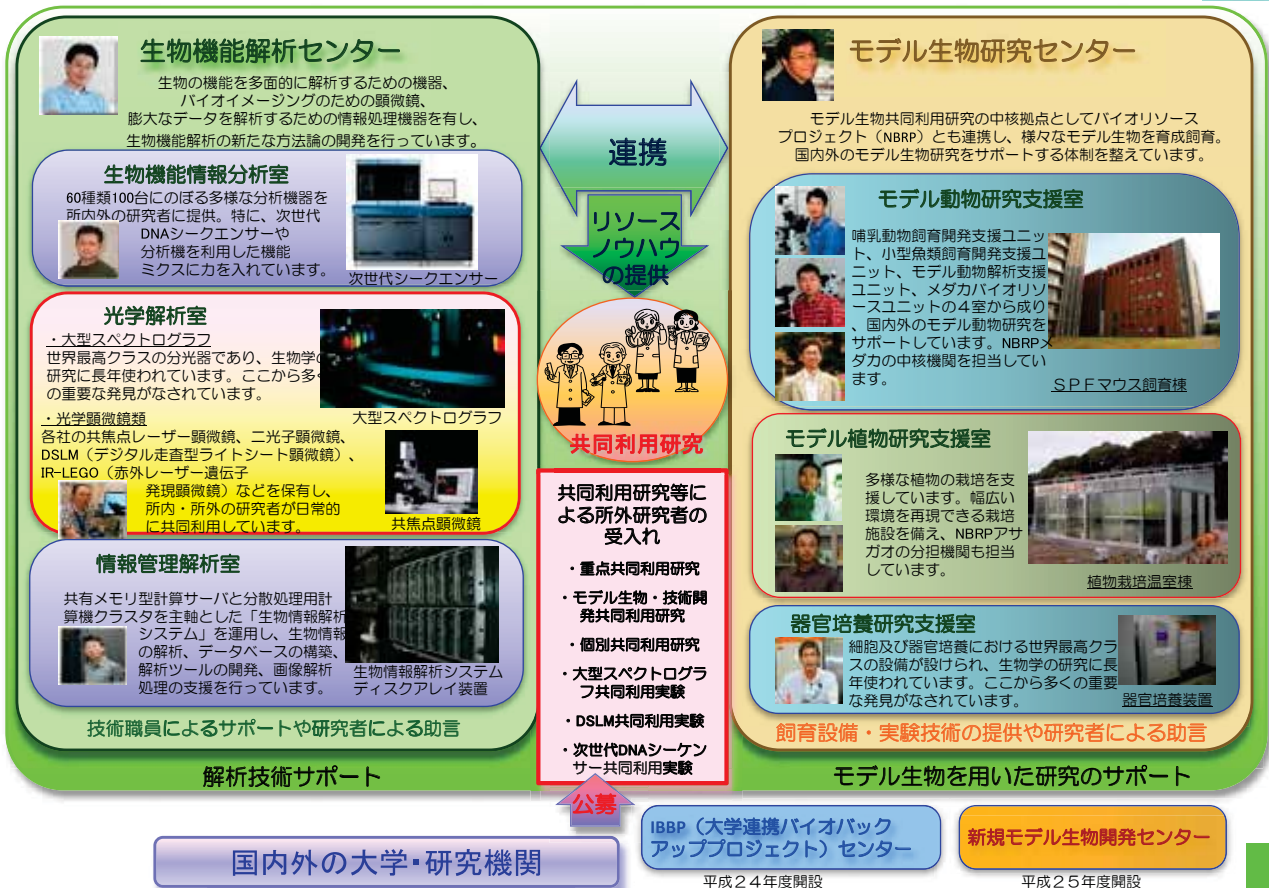 生物機能解析センター
生物の機能を多面的に解析するための機器、
バイオイメージングのための顕微鏡、
膨大なデータを解析するための情報処理機器を有し、
生物機能解析の新たな方法論の開発を行っています。
生物機能情報分析室
60種類100台にのぼる多様な分析機器を
所内外の研究者に提供。特に、次世代
DNAシークエンサーや
分析機を利用した機能
ミクスに力を入れています。
次世代シークエンサー
光学解析室
・大型スペクトログラフ
世界最高クラスの分光器であり、生物学の
研究に長年使われています。ここから多く
の重要な発見がなされています。
大型スペクトログラフ
・光学顕微鏡類
各社の共焦点レーザー顕微鏡、二光子顕微鏡、
DSLM（デジタル走査型ライトシート顕微鏡）、
IR-LEGO（赤外レーザー遺伝子
発現顕微鏡）などを保有し、
所内・所外の研究者が日常的
に共同利用しています。
共焦点顕微鏡
情報管理解析室
共有メモリ型計算サーバと分散処理用計
算機クラスタを主軸とした「生物情報解析
システム」を運用し、生物情報
の解析、データベースの構築、
解析ツールの開発、画像解析
処理の支援を行っています。
生物情報解析システム
ディスクアレイ装置
技術職員によるサポートや研究者による助言
解析技術サポート
連携
リソース
ノウハウ
の提供
共同利用研究
共同利用研究等に
よる所外研究者の
受入れ
・重点共同利用研究
・モデル生物・技術開
発共同利用研究
・個別共同利用研究
・大型スペクトログラ
フ共同利用実験
・DSLM共同利用実験
・次世代DNAシーケン
サー共同利用実験
公募
モデル生物研究センター
モデル生物共同利用研究の中核拠点としてバイオリソース
プロジェクト（NBRP）とも連携し、様々なモデル生物を育成飼育。
国内外のモデル生物研究をサポートする体制を整えています。
モデル動物研究支援室
哺乳動物飼育開発支援ユニッ
ト、小型魚類飼育開発支援ユ
ニット、モデル動物解析支援
ユニット、メダカバイオリソ
ースユニットの４室から成り
、国内外のモデル動物研究を
サポートしています。NBRPメ
ダカの中核機関を担当してい
ます。
ＳＰＦマウス飼育棟
モデル植物研究支援室
多様な植物の栽培を支
援しています。幅広い
環境を再現できる栽培
施設を備え、NBRPアサ
ガオの分担機関も担当
しています。
植物栽培温室棟
器官培養研究支援室
細胞及び器官培養における世界最高クラ
スの設備が設けられ、生物学の研究に長
年使われています。ここから多くの重要
な発見がなされています。
器官培養装置
飼育設備・実験技術の提供や研究者による助言
モデル生物を用いた研究のサポート
国内外の大学・研究機関
IBBP（大学連携バイオバック
アッププロジェクト）センター
平成２４年度開設
新規モデル生物開発センター
平成２５年度開設